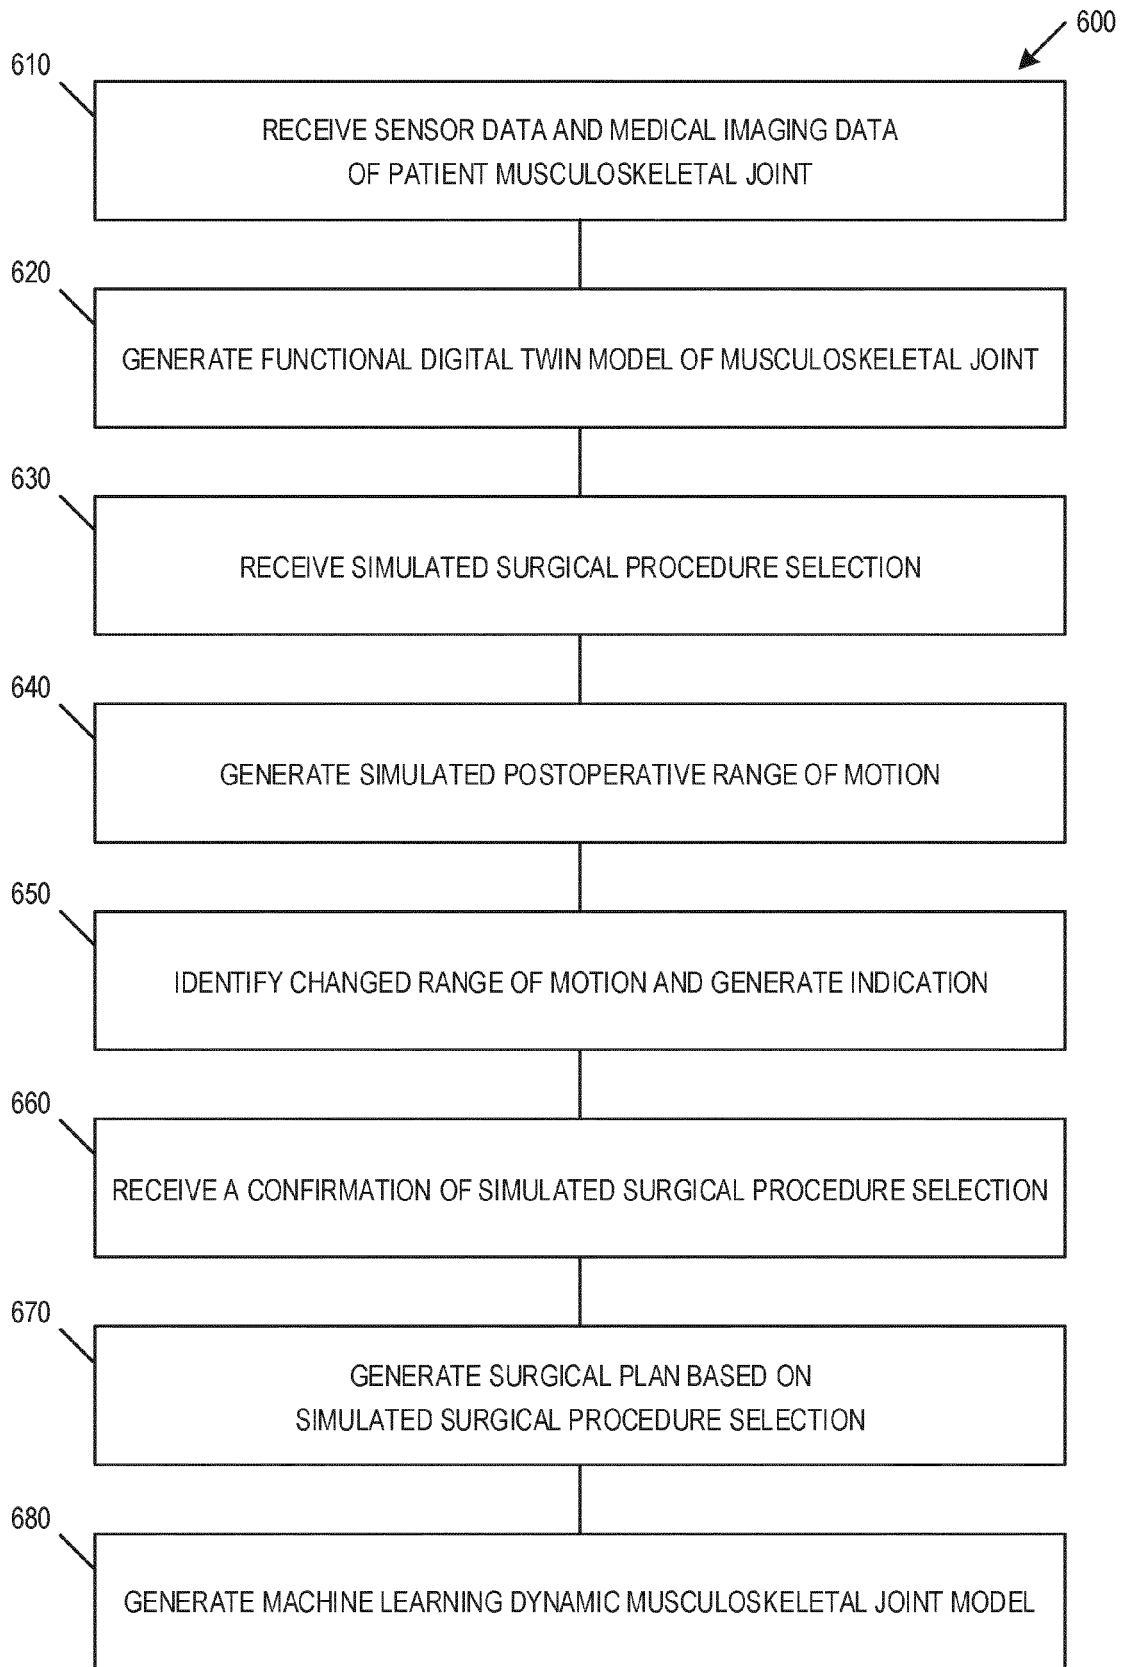 600
610
RECEIVE SENSOR DATA AND MEDICAL IMAGING DATA
OF PATIENT MUSCULOSKELETAL JOINT
620
GENERATE FUNCTIONAL DIGITAL TWIN MODEL OF MUSCULOSKELETAL JOINT
630
RECEIVE SIMULATED SURGICAL PROCEDURE SELECTION
640
GENERATE SIMULATED POSTOPERATIVE RANGE OF MOTION
650
IDENTIFY CHANGED RANGE OF MOTION AND GENERATE INDICATION
660
RECEIVE A CONFIRMATION OF SIMULATED SURGICAL PROCEDURE SELECTION
670
GENERATE SURGICAL PLAN BASED ON
SIMULATED SURGICAL PROCEDURE SELECTION
680
GENERATE MACHINE LEARNING DYNAMIC MUSCULOSKELETAL JOINT MODEL